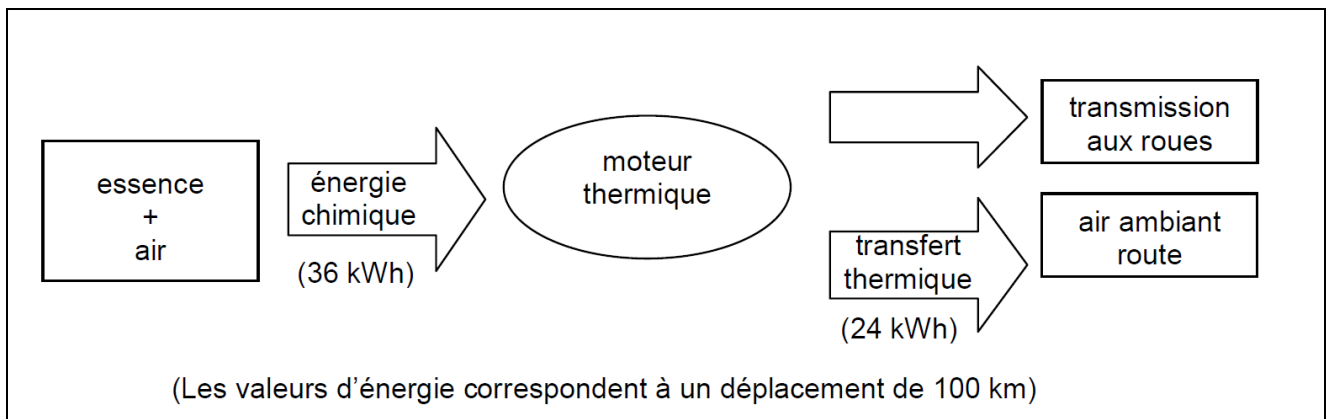 essence
+
air
énergie
chimique
(36 kWh)
moteur
thermique
transmission
aux roues
transfert
thermique
(24 kWh)
air ambiant
route
(Les valeurs d'énergie correspondent à un déplacement de 100 km)